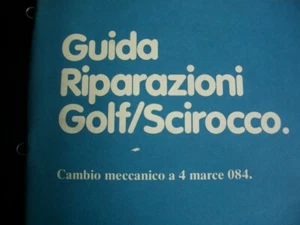 Guida
Riparazioni
Golf/Scirocco.
Cambio meccanico a 4 marce 084.